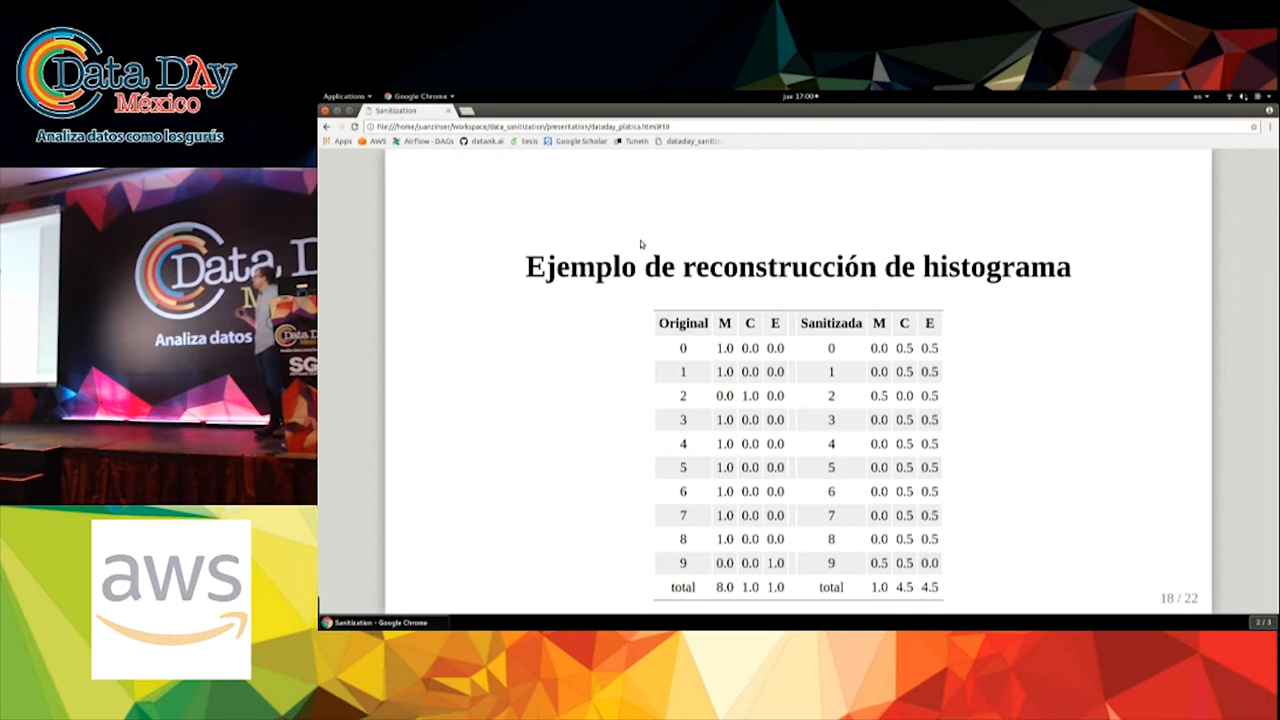 Data Day
México
Analiza datos como los gurús
Applications
Google Chrome
jue 17:00
es
Sanitization
file:///home/juanzinser/Workspace/data_sanitization/presentation/dataday_platica.html#18
Apps AWS Airflow - DAGs datank.ai tesis Google Scholar TuneIn dataday_saniti
Ejemplo de reconstrucción de histograma
Original M C E Sanitizada M C E
0 1.0 0.0 0.0 0 0.0 0.5 0.5
1 1.0 0.0 0.0 1 0.0 0.5 0.5
2 0.0 1.0 0.0 2 0.5 0.0 0.5
3 1.0 0.0 0.0 3 0.0 0.5 0.5
4 1.0 0.0 0.0 4 0.0 0.5 0.5
5 1.0 0.0 0.0 5 0.0 0.5 0.5
6 1.0 0.0 0.0 6 0.0 0.5 0.5
7 1.0 0.0 0.0 7 0.0 0.5 0.5
8 1.0 0.0 0.0 8 0.0 0.5 0.5
9 0.0 0.0 1.0 9 0.5 0.5 0.0
total 8.0 1.0 1.0 total 1.0 4.5 4.5
18 / 22
Sanitization - Google Chrome
2 / 3
Data
M
Analiza datos
SG
aws